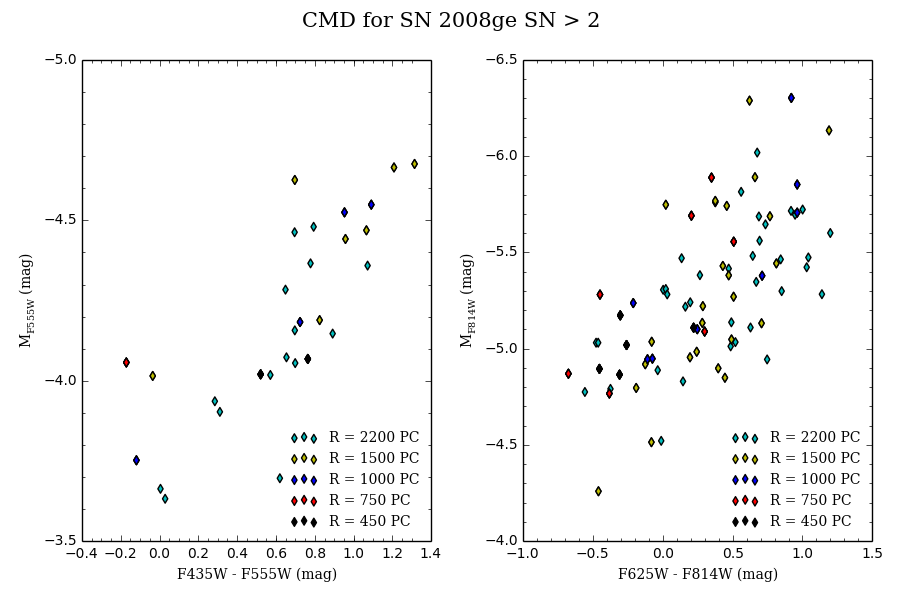 CMD for SN 2008ge SN > 2
−5.0
−4.5
−4.0
−3.5
M_F555W (mag)
−0.4 −0.2 0.0 0.2 0.4 0.6 0.8 1.0 1.2 1.4
F435W - F555W (mag)
R = 2200 PC
R = 1500 PC
R = 1000 PC
R = 750 PC
R = 450 PC
−6.5
−6.0
−5.5
−5.0
−4.5
−4.0
M_F814W (mag)
−1.0 −0.5 0.0 0.5 1.0 1.5
F625W - F814W (mag)
R = 2200 PC
R = 1500 PC
R = 1000 PC
R = 750 PC
R = 450 PC